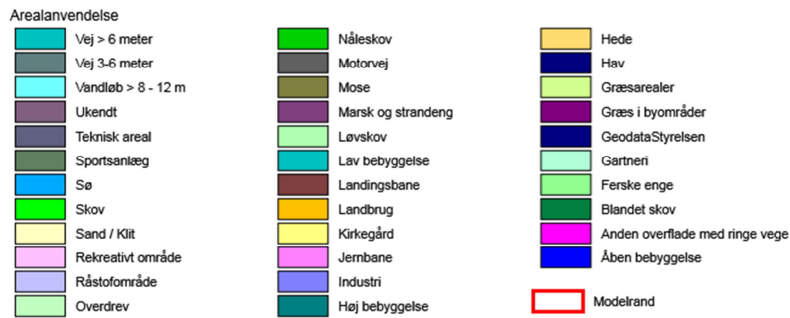 Arealanvendelse
Vej > 6 meter
Vej 3-6 meter
Vandløb > 8 - 12 m
Ukendt
Teknisk areal
Sportsanlæg
Sø
Skov
Sand / Klit
Rekreativt område
Råstofområde
Overdrev
Nåleskov
Motorvej
Mose
Marsk og strandeng
Løvskov
Lav bebyggelse
Landingsbane
Landbrug
Kirkegård
Jernbane
Industri
Høj bebyggelse
Hede
Hav
Græsarealer
Græs i byområder
GeodataStyrelsen
Gartneri
Ferske enge
Blandet skov
Anden overflade med ringe vege
Åben bebyggelse
Modelrand